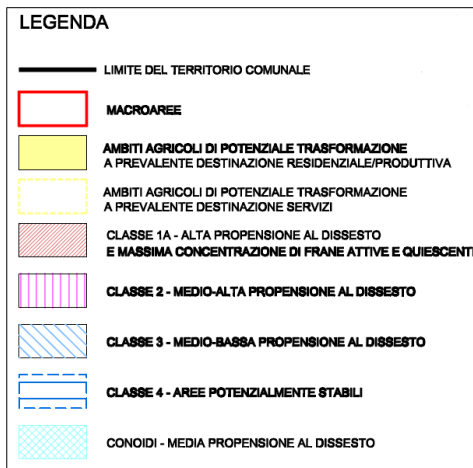 LEGENDA
LIMITE DEL TERRITORIO COMUNALE
MACROAREE
AMBITI AGRICOLI DI POTENZIALE TRASFORMAZIONE
A PREVALENTE DESTINAZIONE RESIDENZIALE/PRODUTTIVA
AMBITI AGRICOLI DI POTENZIALE TRASFORMAZIONE
A PREVALENTE DESTINAZIONE SERVIZI
CLASSE 1A - ALTA PROPENSIONE AL DISSESTO
E MASSIMA CONCENTRAZIONE DI FRANE ATTIVE E QUIESCENTI
CLASSE 2 - MEDIO-ALTA PROPENSIONE AL DISSESTO
CLASSE 3 - MEDIO-BASSA PROPENSIONE AL DISSESTO
CLASSE 4 - AREE POTENZIALMENTE STABILI
CONOIDI - MEDIA PROPENSIONE AL DISSESTO